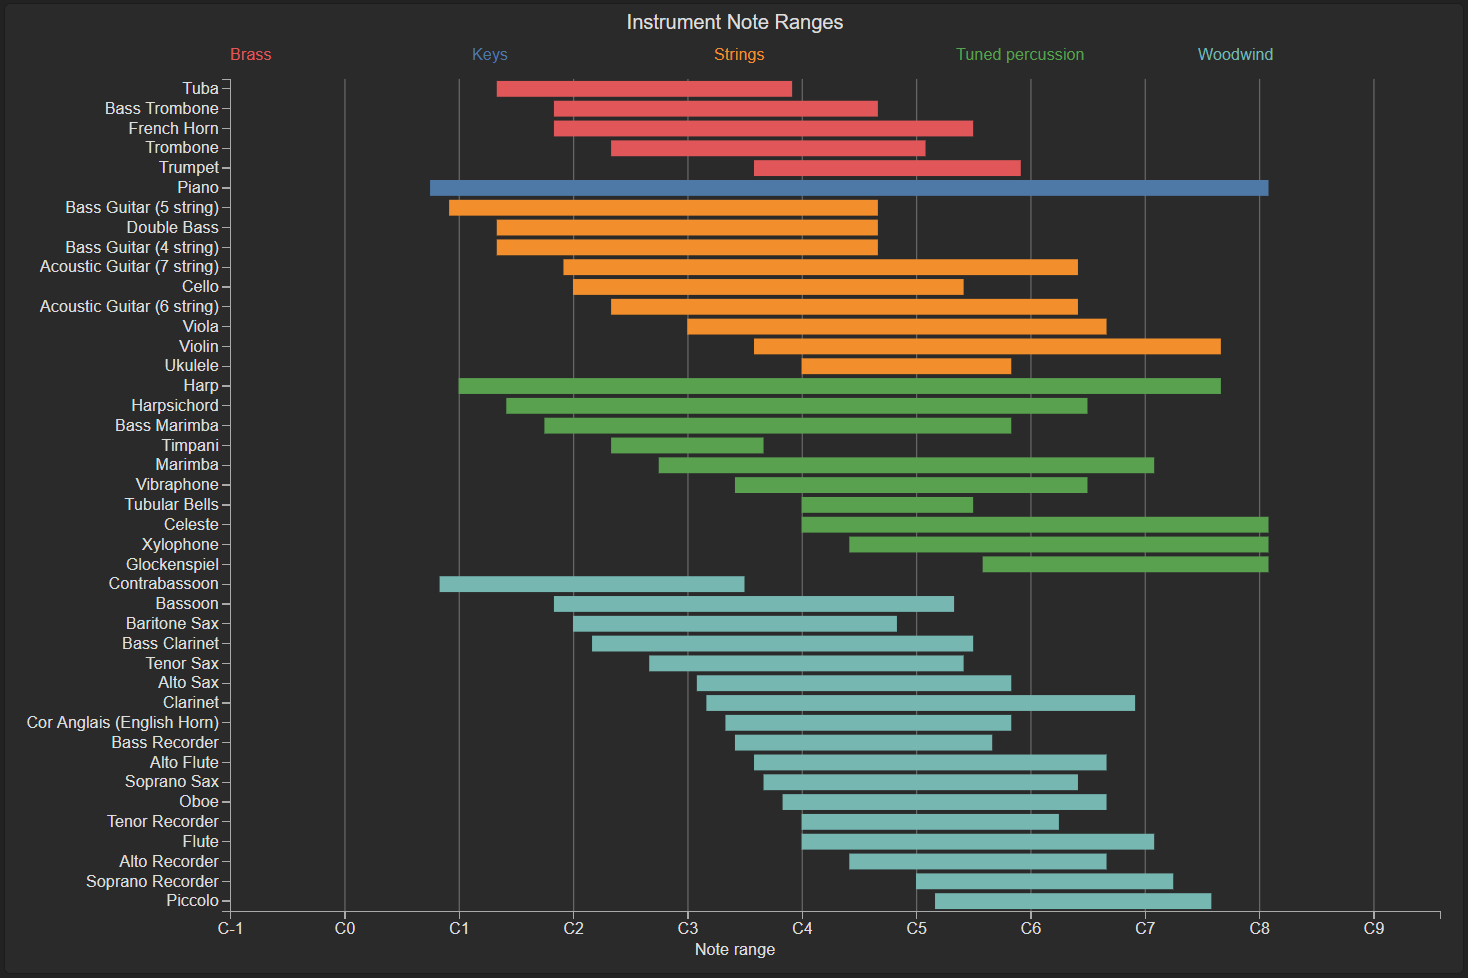 Instrument Note Ranges
Brass Keys Strings Tuned percussion Woodwind
Tuba
Bass Trombone
French Horn
Trombone
Trumpet
Piano
Bass Guitar (5 string)
Double Bass
Bass Guitar (4 string)
Acoustic Guitar (7 string)
Cello
Acoustic Guitar (6 string)
Viola
Violin
Ukulele
Harp
Harpsichord
Bass Marimba
Timpani
Marimba
Vibraphone
Tubular Bells
Celeste
Xylophone
Glockenspiel
Contrabassoon
Bassoon
Baritone Sax
Bass Clarinet
Tenor Sax
Alto Sax
Clarinet
Cor Anglais (English Horn)
Bass Recorder
Alto Flute
Soprano Sax
Oboe
Tenor Recorder
Flute
Alto Recorder
Soprano Recorder
Piccolo
C-1 C0 C1 C2 C3 C4 C5 C6 C7 C8 C9
Note range